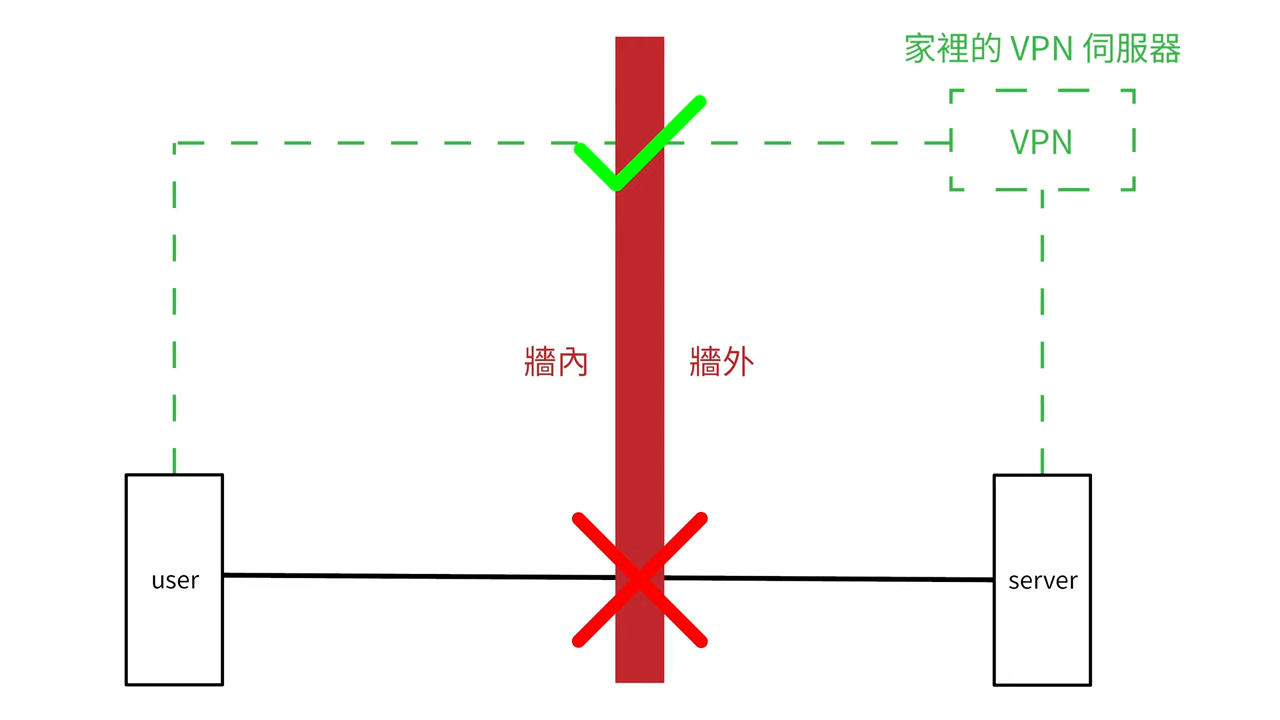 家裡的 VPN 伺服器
VPN
牆內
牆外
user
server